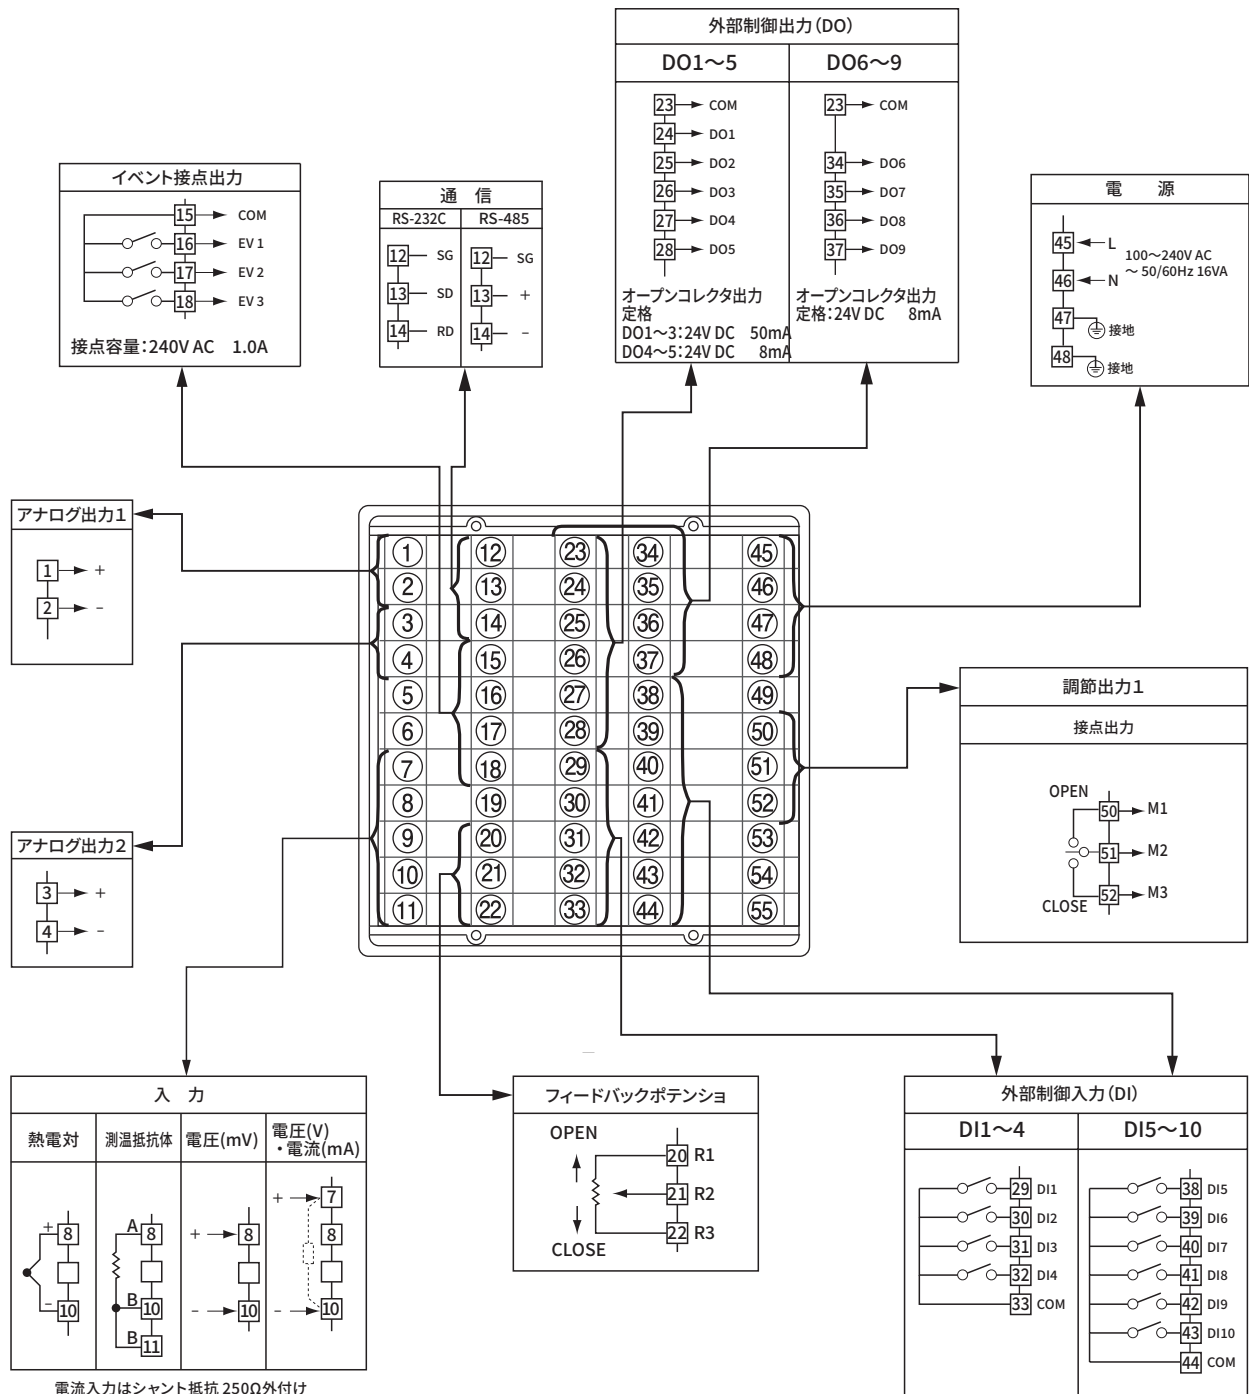 外部制御出力(DO)
DO1～5 DO6～9
23 COM
24 DO1
25 DO2
26 DO3
27 DO4
28 DO5
オープンコレクタ出力
定格
DO1～3:24V DC 50mA
DO4～5:24V DC 8mA
23 COM
34 DO6
35 DO7
36 DO8
37 DO9
オープンコレクタ出力
定格:24V DC 8mA
イベント接点出力
15 COM
16 EV 1
17 EV 2
18 EV 3
接点容量:240V AC 1.0A
通 信
RS-232C RS-485
12 SG
13 SD
14 RD
12 SG
13 +
14 -
電 源
45 L
46 N
100～240V AC
～ 50/60Hz 16VA
47 接地
48 接地
アナログ出力1
1 +
2 -
アナログ出力2
3 +
4 -
1 12 23 34 45
2 13 24 35 46
3 14 25 36 47
4 15 26 37 48
5 16 27 38 49
6 17 28 39 50
7 18 29 40 51
8 19 30 41 52
9 20 31 42 53
10 21 32 43 54
11 22 33 44 55
調節出力1
接点出力
OPEN
50 M1
51 M2
52 M3
CLOSE
入 力
熱電対 測温抵抗体 電圧(mV) 電圧(V)
・電流(mA)
+ 8
- 10
A 8
B 10
B 11
+ 8
- 10
+ 7
8
- 10
電流入力はシャント抵抗 250Ω外付け
フィードバックポテンショ
OPEN
20 R1
21 R2
22 R3
CLOSE
外部制御入力(DI)
DI1～4 DI5～10
29 DI1
30 DI2
31 DI3
32 DI4
33 COM
38 DI5
39 DI6
40 DI7
41 DI8
42 DI9
43 DI10
44 COM